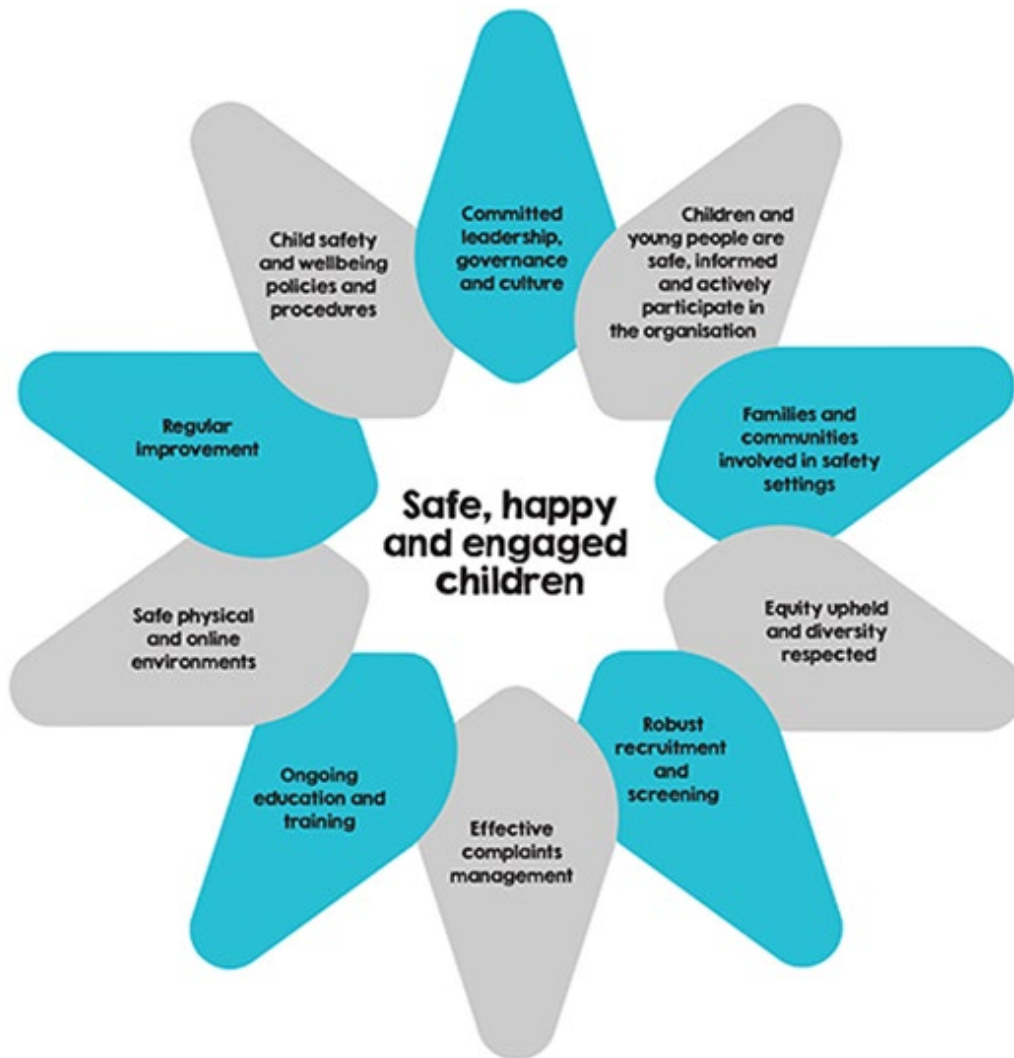 Committed
leadership,
governance
and culture
Children and
young people are
safe, informed
and actively
participate in
the organisation
Families and
communities
involved in safety
settings
Equity upheld
and diversity
respected
Robust
recruitment
and
screening
Effective
complaints
management
Ongoing
education and
training
Safe physical
and online
environments
Regular
improvement
Child safety
and wellbeing
policies and
procedures
Safe, happy
and engaged
children